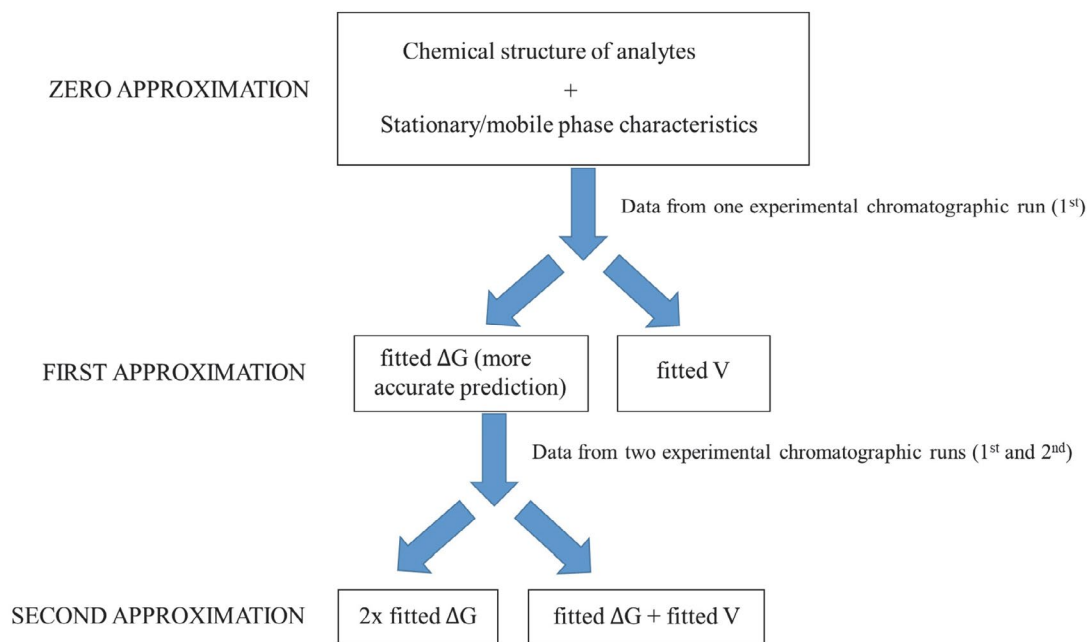 Chemical structure of analytes
+
Stationary/mobile phase characteristics
ZERO APPROXIMATION
Data from one experimental chromatographic run (1st)
FIRST APPROXIMATION
fitted ΔG (more
accurate prediction)
fitted V
Data from two experimental chromatographic runs (1st and 2nd)
SECOND APPROXIMATION
2x fitted ΔG
fitted ΔG + fitted V